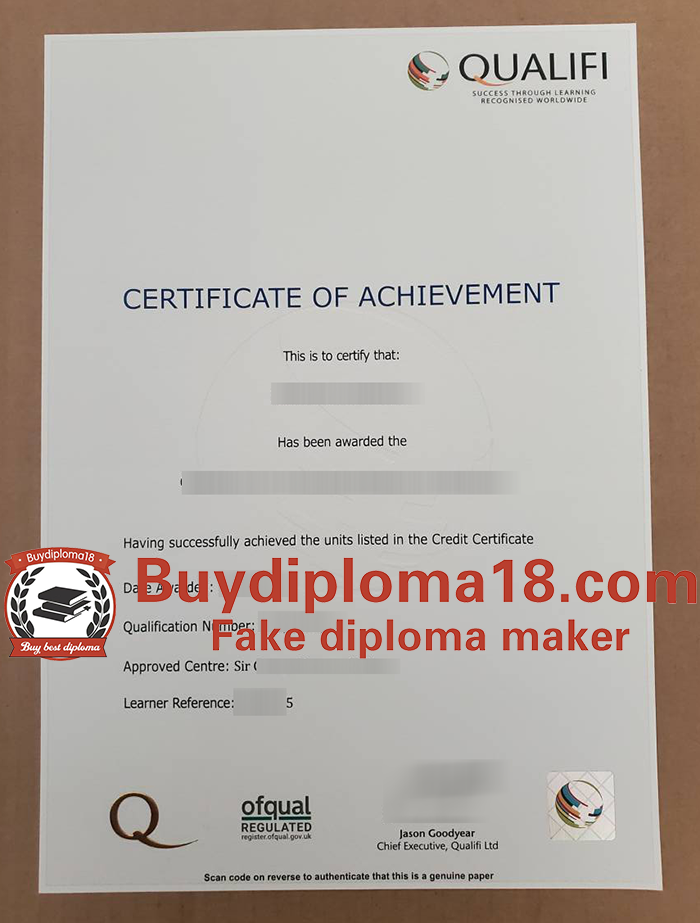 QUALIFI
SUCCESS THROUGH LEARNING
RECOGNISED WORLDWIDE
CERTIFICATE OF ACHIEVEMENT
This is to certify that:
Has been awarded the
Having successfully achieved the units listed in the Credit Certificate
Buydiploma18
Buydiploma18.com
Date Awarded:
Qualification Number:
Fake diploma maker
Buy best diploma
Approved Centre: Sir
Learner Reference: 5
Q
ofqual
REGULATED
register.ofqual.gov.uk
Jason Goodyear
Chief Executive, Qualifi Ltd
Scan code on reverse to authenticate that this is a genuine paper